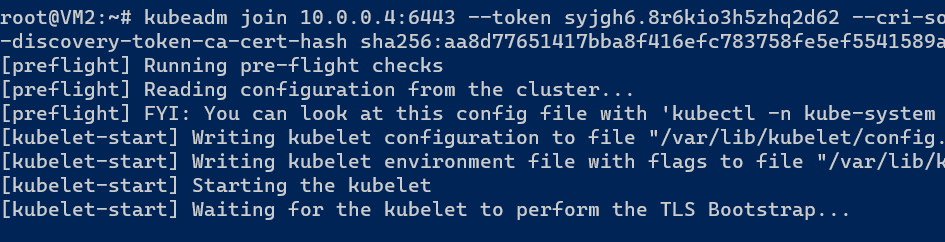 root@VM2:~# kubeadm join 10.0.0.4:6443 --token syjgh6.8r6kio3h5zhq2d62 --cri-so
-discovery-token-ca-cert-hash sha256:aa8d77651417bba8f416efc783758fe5ef5541589a
[preflight] Running pre-flight checks
[preflight] Reading configuration from the cluster...
[preflight] FYI: You can look at this config file with 'kubectl -n kube-system
[kubelet-start] Writing kubelet configuration to file "/var/lib/kubelet/config.
[kubelet-start] Writing kubelet environment file with flags to file "/var/lib/k
[kubelet-start] Starting the kubelet
[kubelet-start] Waiting for the kubelet to perform the TLS Bootstrap...